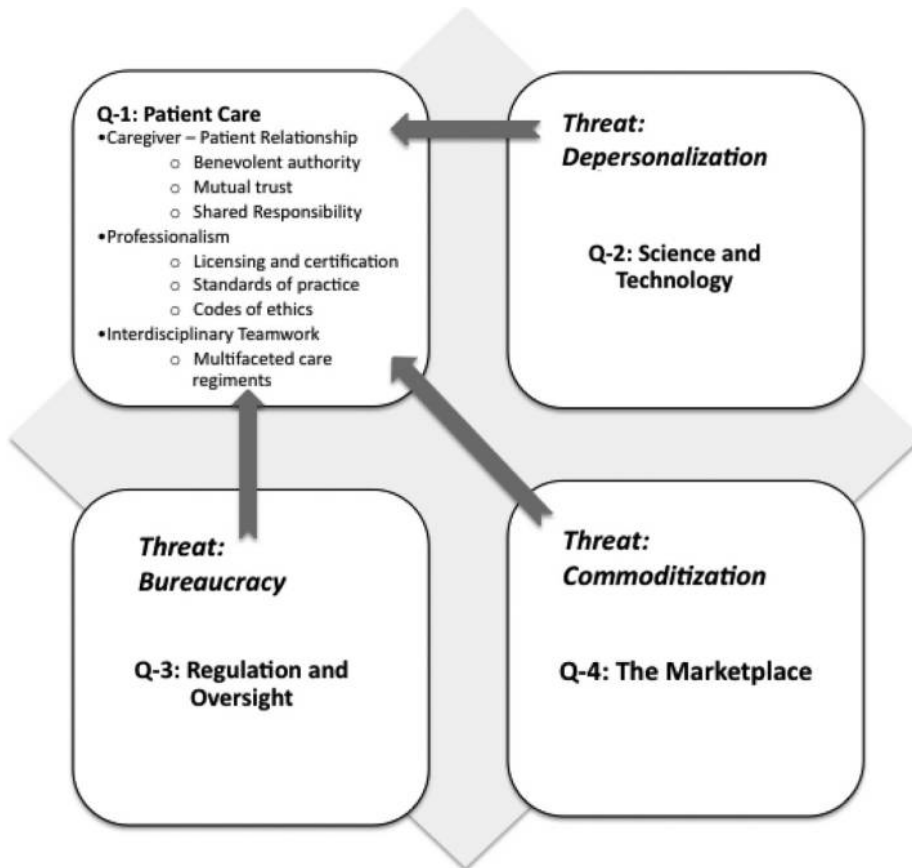 Q-1: Patient Care
•Caregiver – Patient Relationship
o Benevolent authority
o Mutual trust
o Shared Responsibility
•Professionalism
o Licensing and certification
o Standards of practice
o Codes of ethics
•Interdisciplinary Teamwork
o Multifaceted care
regiments
Threat:
Depersonalization
Q-2: Science and
Technology
Threat:
Bureaucracy
Q-3: Regulation and
Oversight
Threat:
Commoditization
Q-4: The Marketplace